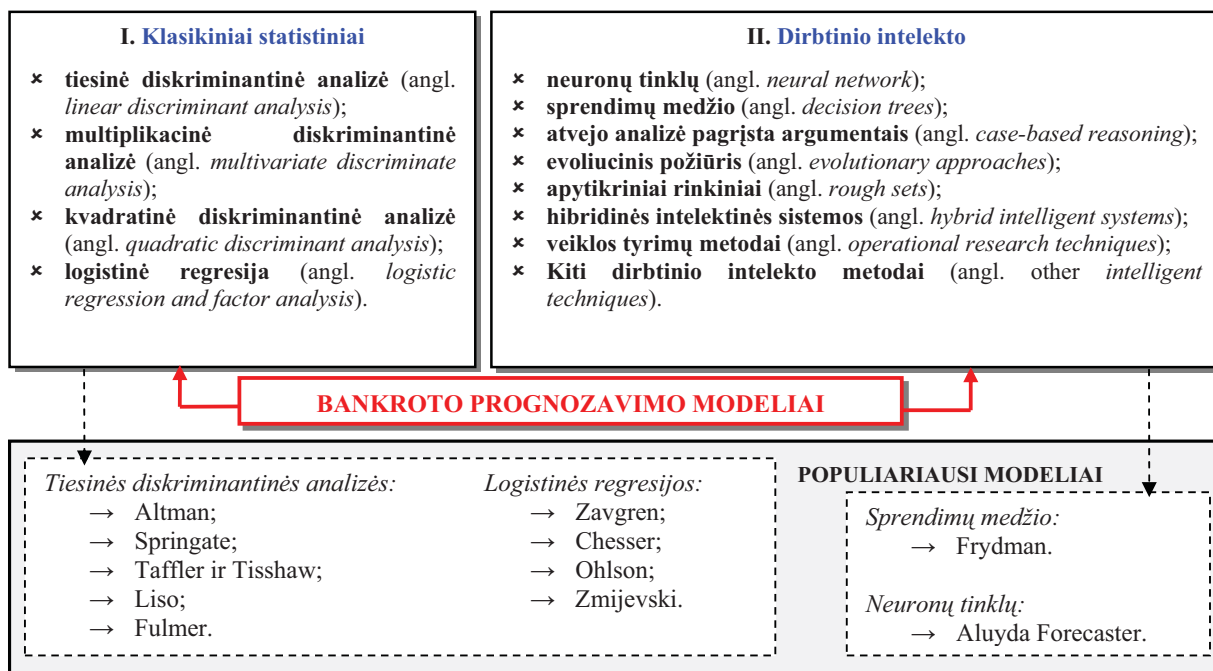 I. Klasikiniai statistiniai
× tiesinė diskriminantinė analizė (angl.
linear discriminant analysis);
× multiplikacinė diskriminantinė
analizė (angl. multivariate discriminate
analysis);
× kvadratinė diskriminantinė analizė
(angl. quadratic discriminant analysis);
× logistinė regresija (angl. logistic
regression and factor analysis).
II. Dirbtinio intelekto
× neuronų tinklų (angl. neural network);
× sprendimų medžio (angl. decision trees);
× atvejo analizė pagrįsta argumentais (angl. case-based reasoning);
× evoliucinis požiūris (angl. evolutionary approaches);
× apytikriniai rinkiniai (angl. rough sets);
× hibridinės intelektinės sistemos (angl. hybrid intelligent systems);
× veiklos tyrimų metodai (angl. operational research techniques);
× Kiti dirbtinio intelekto metodai (angl. other intelligent
techniques).
BANKROTO PROGNOZAVIMO MODELIAI
POPULIARIAUSI MODELIAI
Tiesinės diskriminantinės analizės:
→ Altman;
→ Springate;
→ Taffler ir Tisshaw;
→ Liso;
→ Fulmer.
Logistinės regresijos:
→ Zavgren;
→ Chesser;
→ Ohlson;
→ Zmijevski.
Sprendimų medžio:
→ Frydman.
Neuronų tinklų:
→ Aluyda Forecaster.